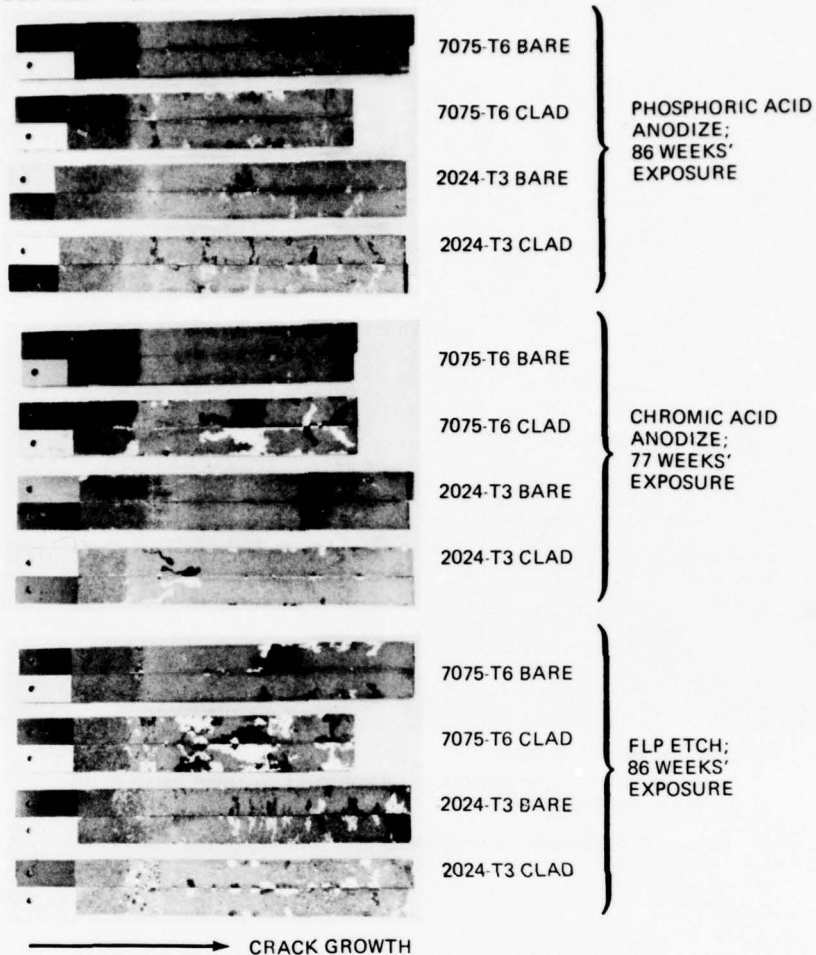 7075-T6 BARE
7075-T6 CLAD
2024-T3 BARE
2024-T3 CLAD
PHOSPHORIC ACID
ANODIZE;
86 WEEKS'
EXPOSURE
7075-T6 BARE
7075-T6 CLAD
2024-T3 BARE
2024-T3 CLAD
CHROMIC ACID
ANODIZE;
77 WEEKS'
EXPOSURE
7075-T6 BARE
7075-T6 CLAD
2024-T3 BARE
2024-T3 CLAD
FLP ETCH;
86 WEEKS'
EXPOSURE
CRACK GROWTH